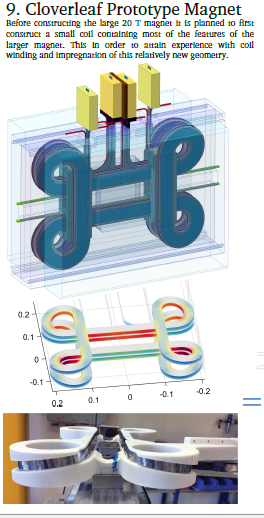 9. Cloverleaf Prototype Magnet
Before constructing the large 20 T magnet it is planned to first
construct a small coil containing most of the features of the
larger magnet. This in order to attain experience with coil
winding and impregnation of this relatively new geometry.
0.2
0.1
0
-0.1
0.2
0.1
0
-0.1
-0.2